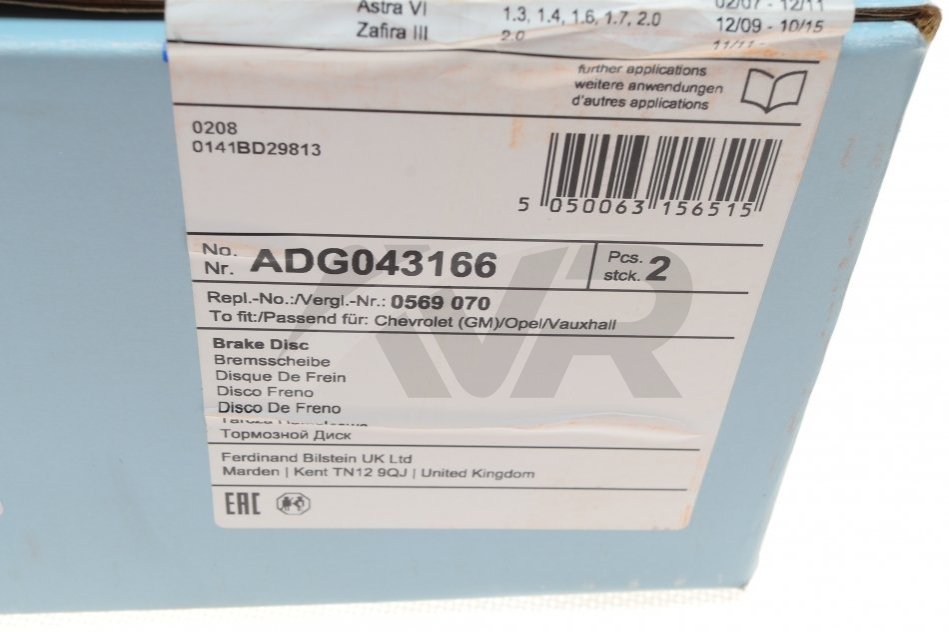 02/07 - 12/11
Astra VI 1.3, 1.4, 1.6, 1.7, 2.0 12/09 - 10/15
Zafira III 2.0 11/11 -
further applications
weitere anwendungen
d'autres applications
0208
0141BD29813
5 050063 156515
No.
Nr. ADG043166
Pcs.
stck. 2
Repl.-No.:/Vergl.-Nr.: 0569 070
To fit:/Passend für: Chevrolet (GM)/Opel/Vauxhall
Brake Disc
Bremsscheibe
Disque De Frein
Disco Freno
Disco De Freno
Тормозной Диск
Ferdinand Bilstein UK Ltd
Marden | Kent TN12 9QJ | United Kingdom
EAC
VR